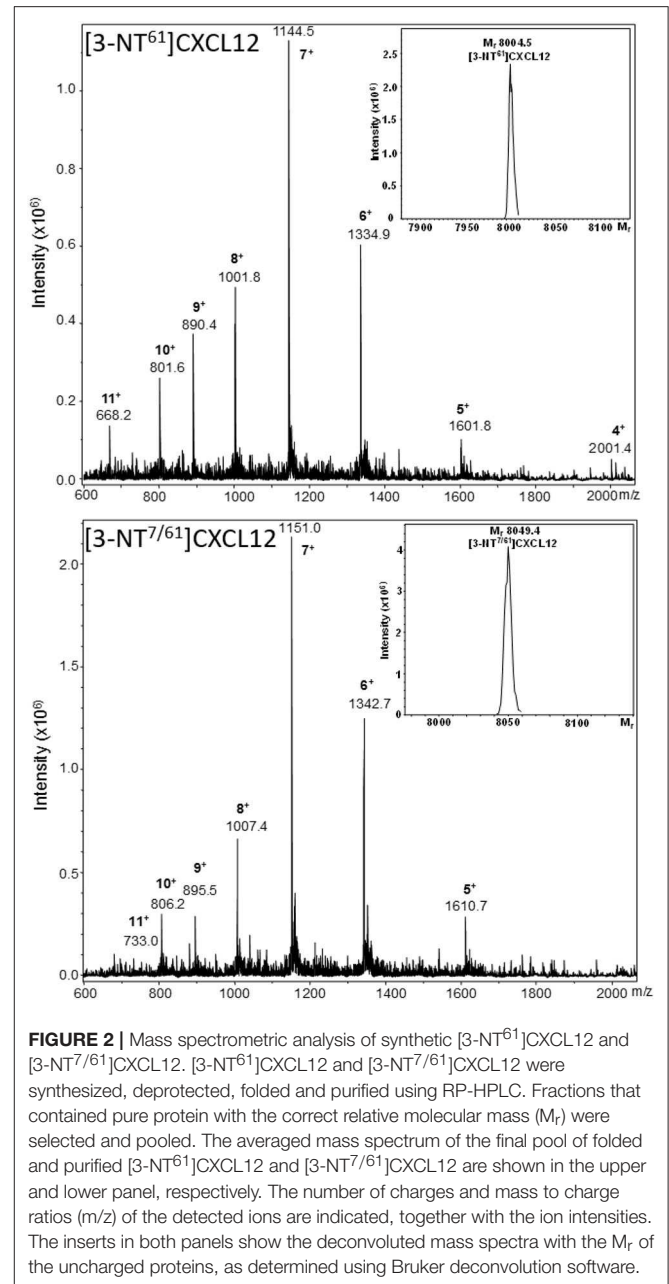 [3-NT61]CXCL12
1144.5
7+
6+
1334.9
8+
1001.8
9+
890.4
10+
801.6
11+
668.2
5+
1601.8
4+
2001.4
Intensity (x10⁶)
1.0
0.8
0.6
0.4
0.2
0.0
600 800 1000 1200 1400 1600 1800 2000 m/z
Mr 8004.5
[3-NT61]CXCL12
Intensity (x10⁶)
2.5
2.0
1.5
1.0
0.5
0
7900 7950 8000 8050 8100 Mr
[3-NT7/61]CXCL12
1151.0
7+
6+
1342.7
8+
1007.4
9+
895.5
10+
806.2
11+
733.0
5+
1610.7
Intensity (x10⁶)
2.0
1.5
1.0
0.5
0.0
600 800 1000 1200 1400 1600 1800 2000 m/z
Mr 8049.4
[3-NT7/61]CXCL12
Intensity (x10⁶)
4
3
2
1
0
8000 8050 8100 Mr
FIGURE 2 | Mass spectrometric analysis of synthetic [3-NT61]CXCL12 and
[3-NT7/61]CXCL12. [3-NT61]CXCL12 and [3-NT7/61]CXCL12 were
synthesized, deprotected, folded and purified using RP-HPLC. Fractions that
contained pure protein with the correct relative molecular mass (Mr) were
selected and pooled. The averaged mass spectrum of the final pool of folded
and purified [3-NT61]CXCL12 and [3-NT7/61]CXCL12 are shown in the upper
and lower panel, respectively. The number of charges and mass to charge
ratios (m/z) of the detected ions are indicated, together with the ion intensities.
The inserts in both panels show the deconvoluted mass spectra with the Mr of
the uncharged proteins, as determined using Bruker deconvolution software.